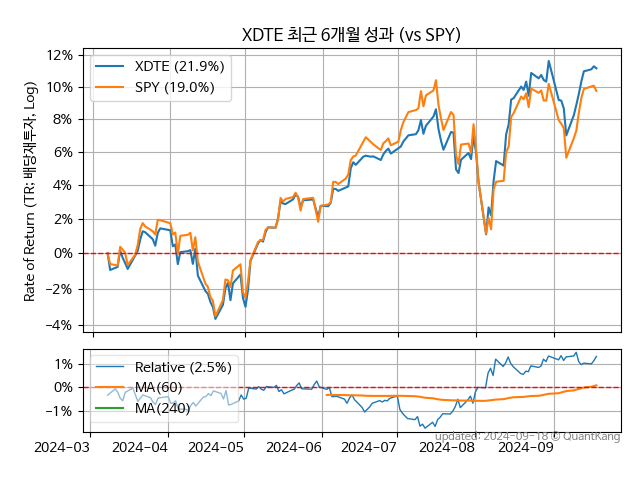 XDTE 최근 6개월 성과 (vs SPY)
Rate of Return (TR: 배당재투자, Log)
12%
10%
8%
6%
4%
2%
0%
−2%
−4%
XDTE (21.9%)
SPY (19.0%)
1%
0%
−1%
Relative (2.5%)
MA(60)
MA(240)
2024-03
2024-04
2024-05
2024-06
2024-07
2024-08
2024-09
updated: 2024-09-18 © QuantKang